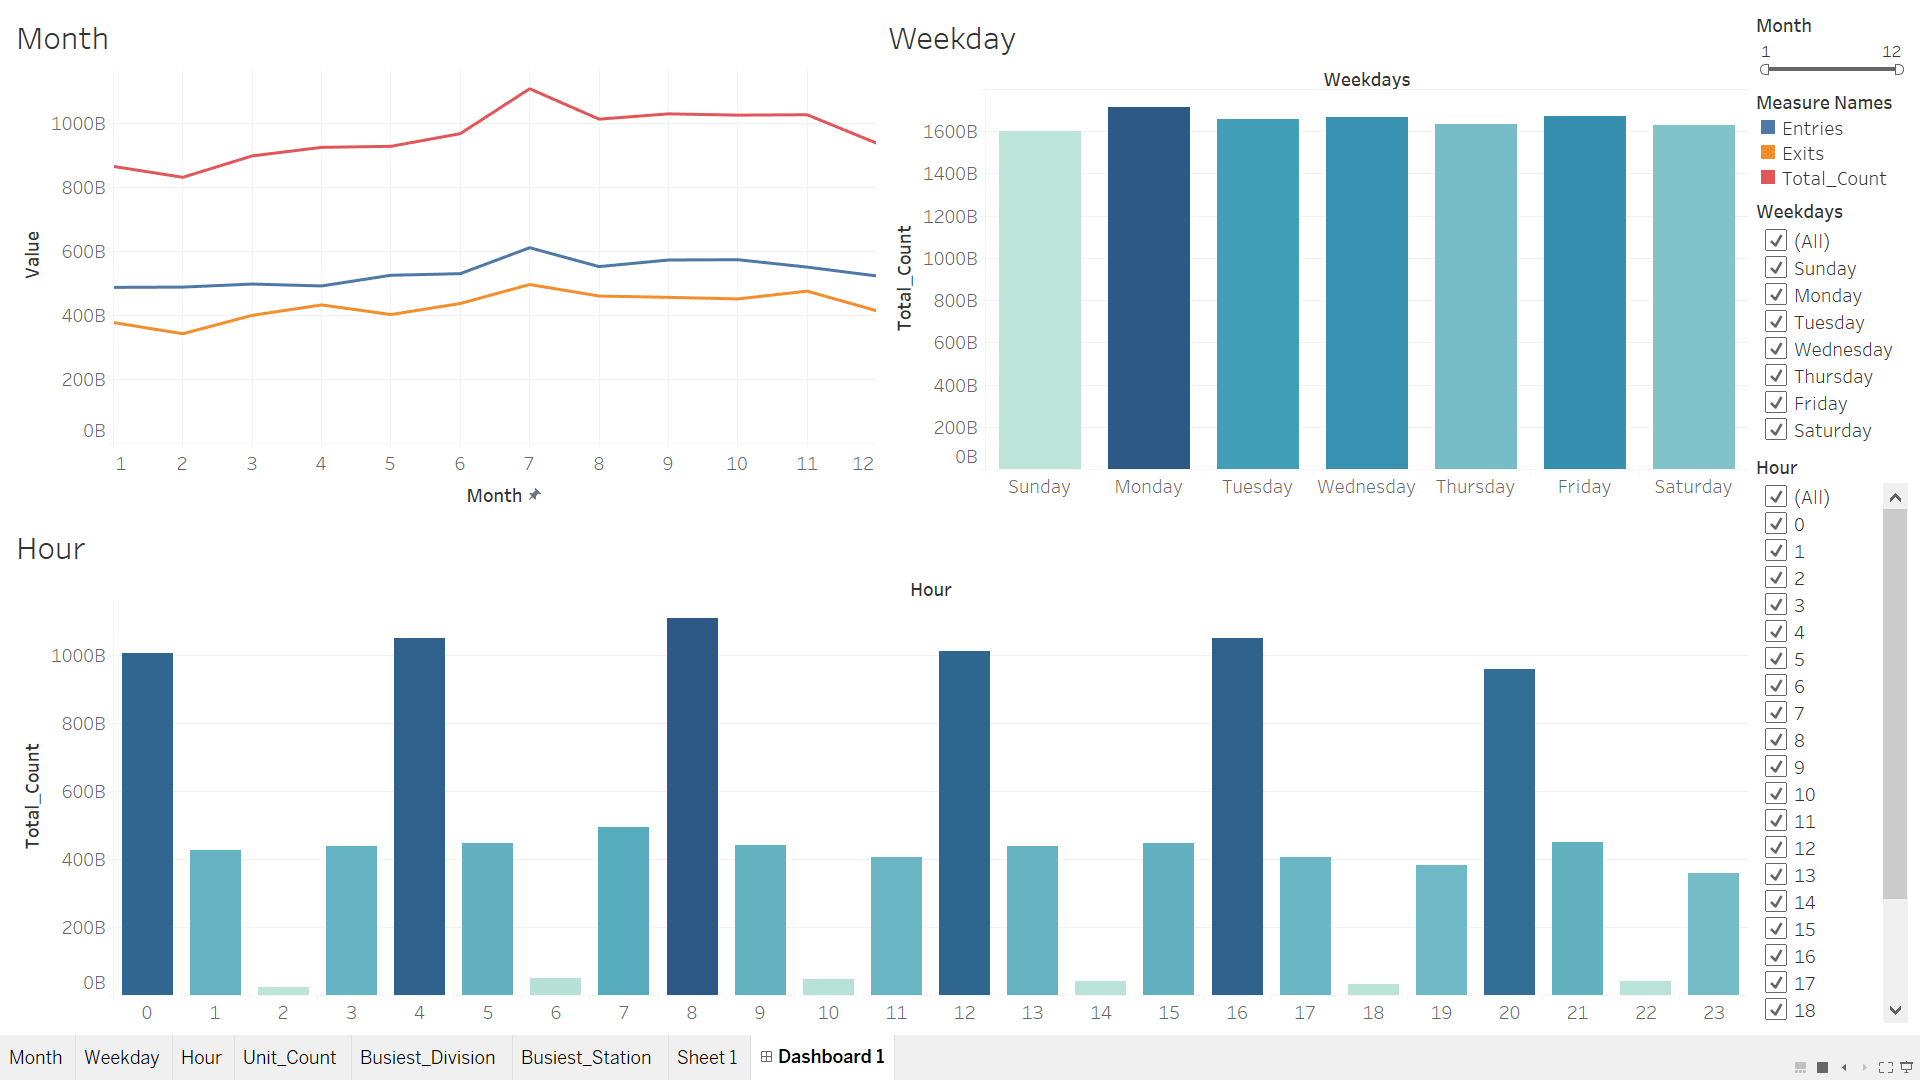 Month
1000B
800B
600B
400B
200B
0B
Value
1 2 3 4 5 6 7 8 9 10 11 12
Month
Weekday
Weekdays
1600B
1400B
1200B
1000B
800B
600B
400B
200B
0B
Total_Count
Sunday Monday Tuesday Wednesday Thursday Friday Saturday
Month
1 12
Measure Names
Entries
Exits
Total_Count
Weekdays
(All)
Sunday
Monday
Tuesday
Wednesday
Thursday
Friday
Saturday
Hour
(All)
0
1
2
3
4
5
6
7
8
9
10
11
12
13
14
15
16
17
18
Hour
Hour
1000B
800B
600B
400B
200B
0B
Total_Count
0 1 2 3 4 5 6 7 8 9 10 11 12 13 14 15 16 17 18 19 20 21 22 23
Month Weekday Hour Unit_Count Busiest_Division Busiest_Station Sheet 1 Dashboard 1